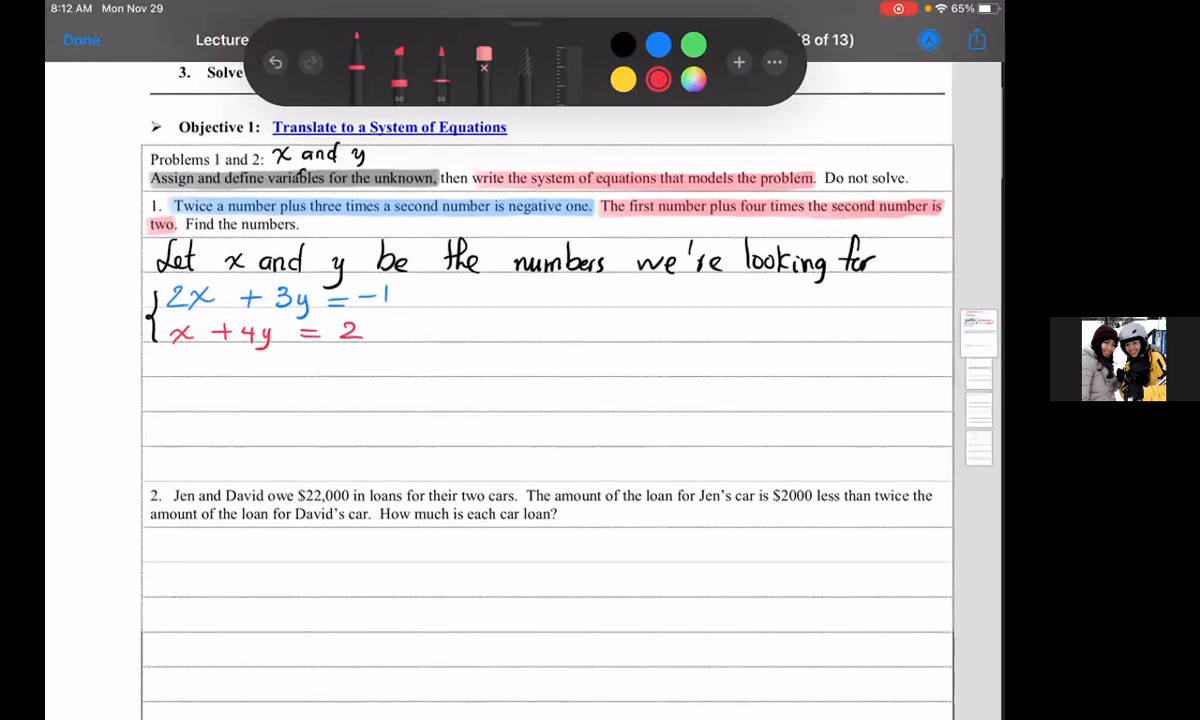 8:12 AM Mon Nov 29
65%
Done
Lecture
(8 of 13)
3. Solve
50
50
➤ Objective 1: Translate to a System of Equations
Problems 1 and 2: x and y
Assign and define variables for the unknown, then write the system of equations that models the problem. Do not solve.
1. Twice a number plus three times a second number is negative one. The first number plus four times the second number is
two. Find the numbers.
Let x and y be the numbers we're looking for
{2x + 3y = -1
x + 4y = 2
2. Jen and David owe $22,000 in loans for their two cars. The amount of the loan for Jen's car is $2000 less than twice the
amount of the loan for David's car. How much is each car loan?